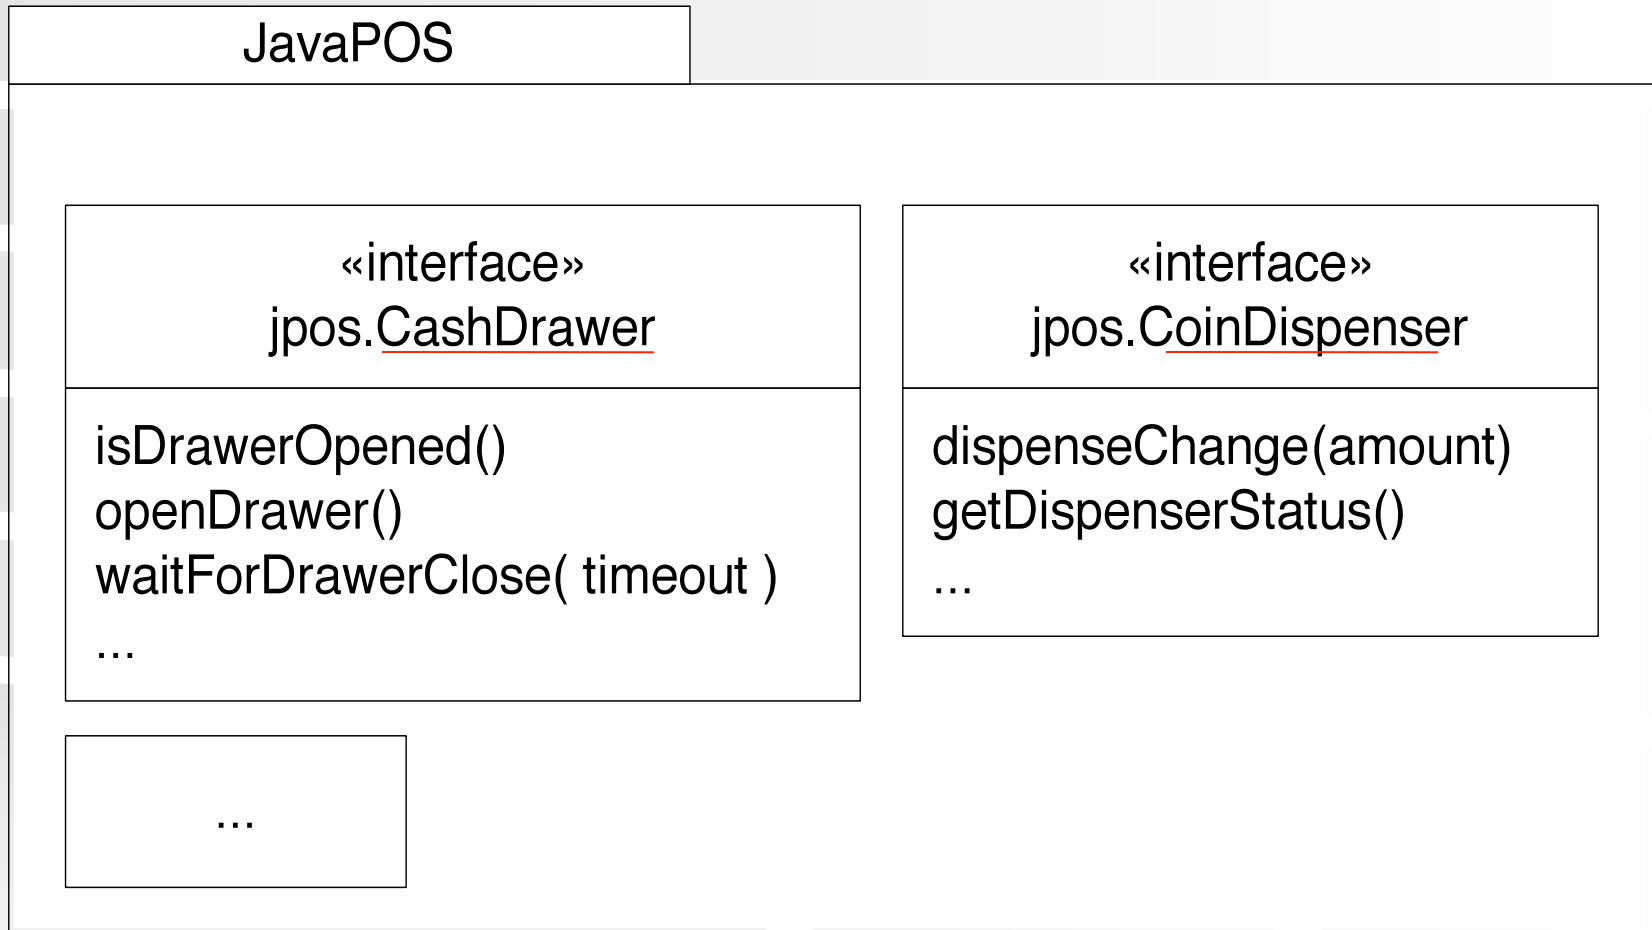 JavaPOS
«interface»
jpos.CashDrawer
isDrawerOpened()
openDrawer()
waitForDrawerClose( timeout )
...
«interface»
jpos.CoinDispenser
dispenseChange(amount)
getDispenserStatus()
...
...